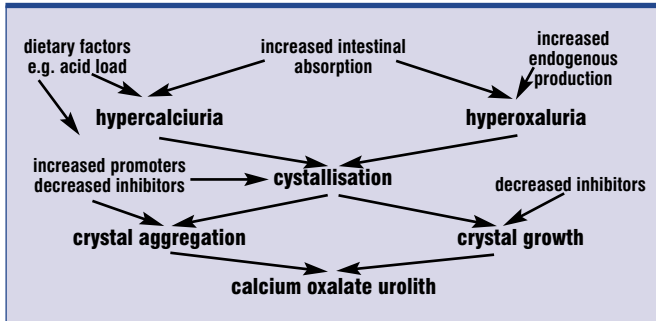 dietary factors
e.g. acid load
increased intestinal
absorption
increased
endogenous
production
hypercalciuria
hyperoxaluria
increased promoters
decreased inhibitors
cystallisation
decreased inhibitors
crystal aggregation
crystal growth
calcium oxalate urolith